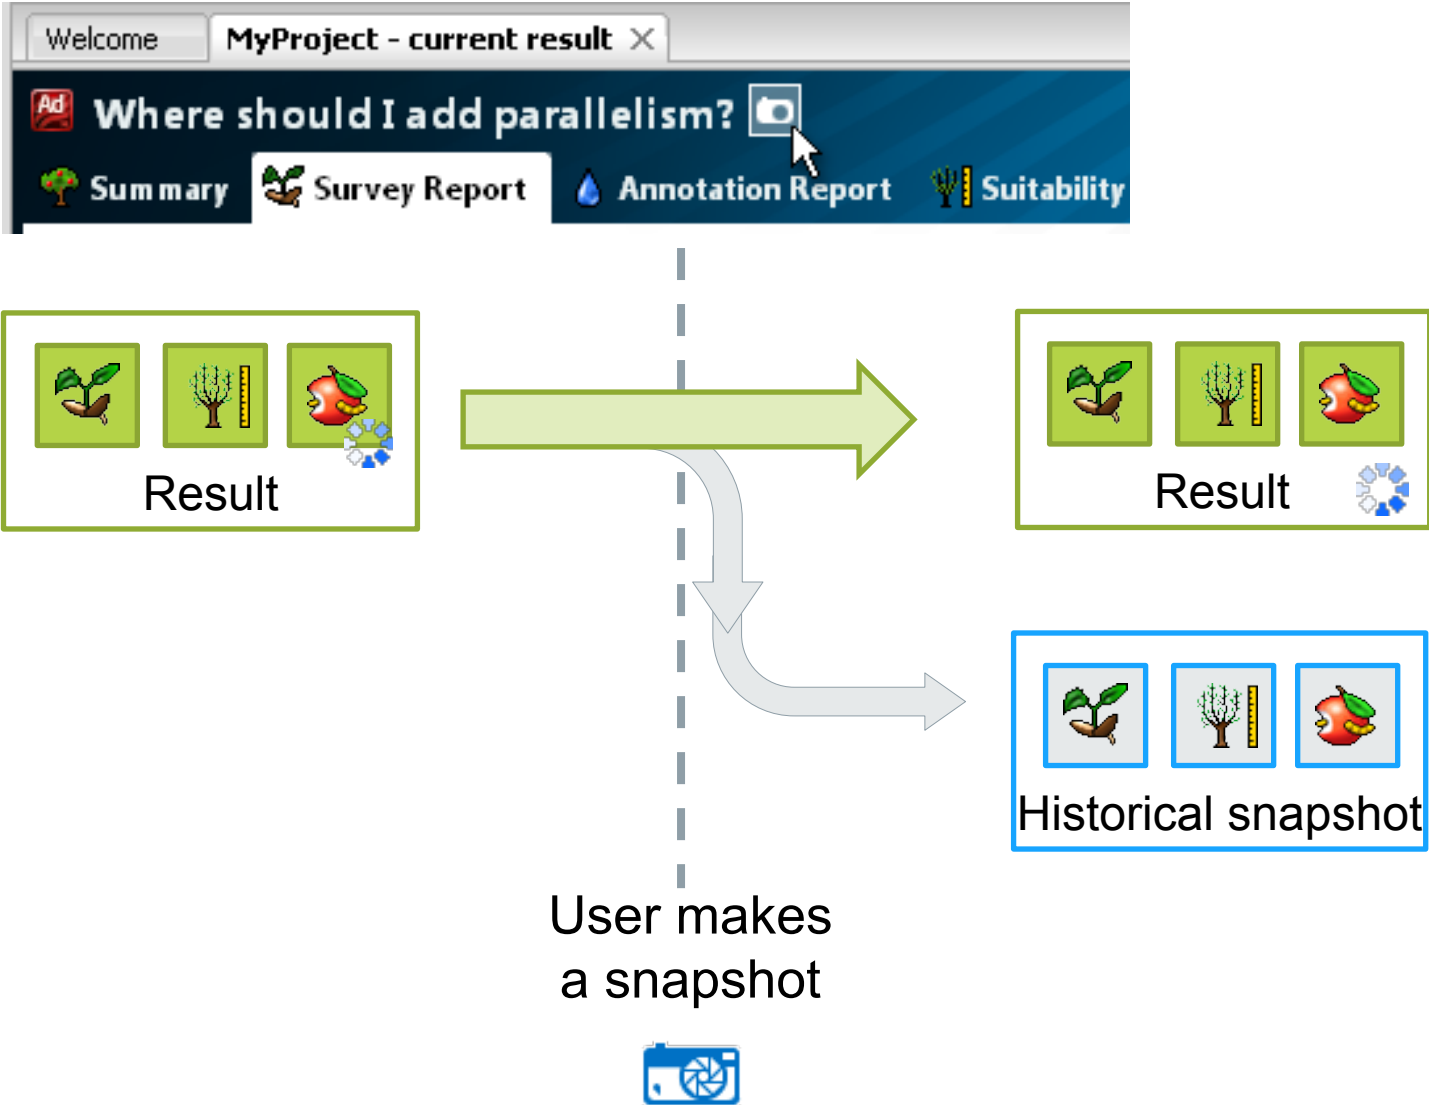 Welcome
MyProject - current result
Ad
Where should I add parallelism?
Summary
Survey Report
Annotation Report
Suitability
Result
Result
Historical snapshot
User makes
a snapshot